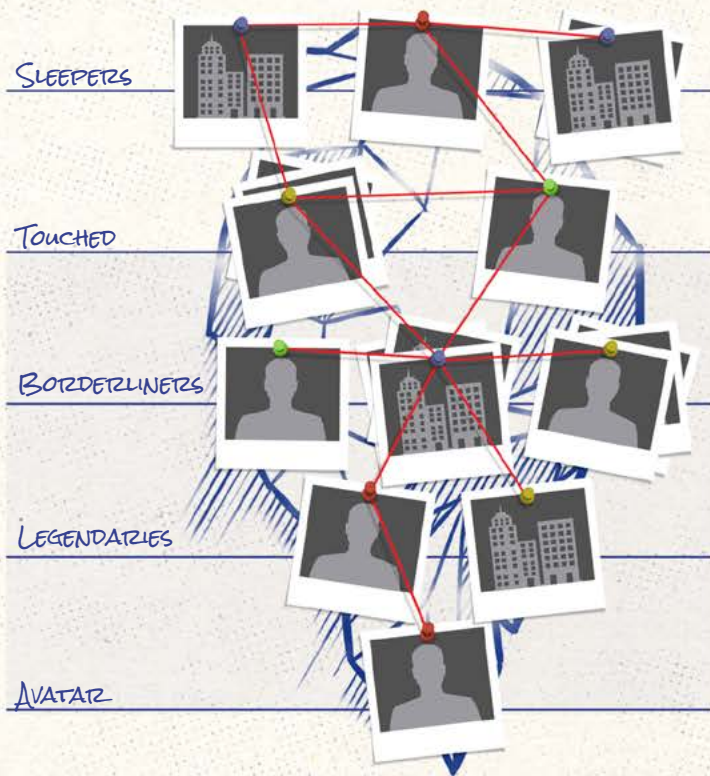 SLEEPERS
TOUCHED
BORDERLINERS
LEGENDARIES
AVATAR